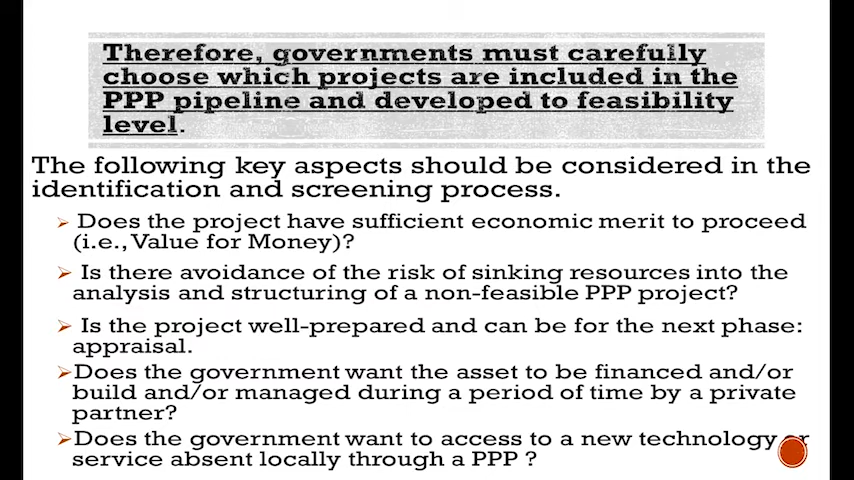 Therefore, governments must carefully
choose which projects are included in the
PPP pipeline and developed to feasibility
level.
The following key aspects should be considered in the
identification and screening process.
Does the project have sufficient economic merit to proceed
(i.e., Value for Money)?
Is there avoidance of the risk of sinking resources into the
analysis and structuring of a non-feasible PPP project?
Is the project well-prepared and can be for the next phase:
appraisal.
Does the government want the asset to be financed and/or
build and/or managed during a period of time by a private
partner?
Does the government want to access to a new technology or
service absent locally through a PPP ?